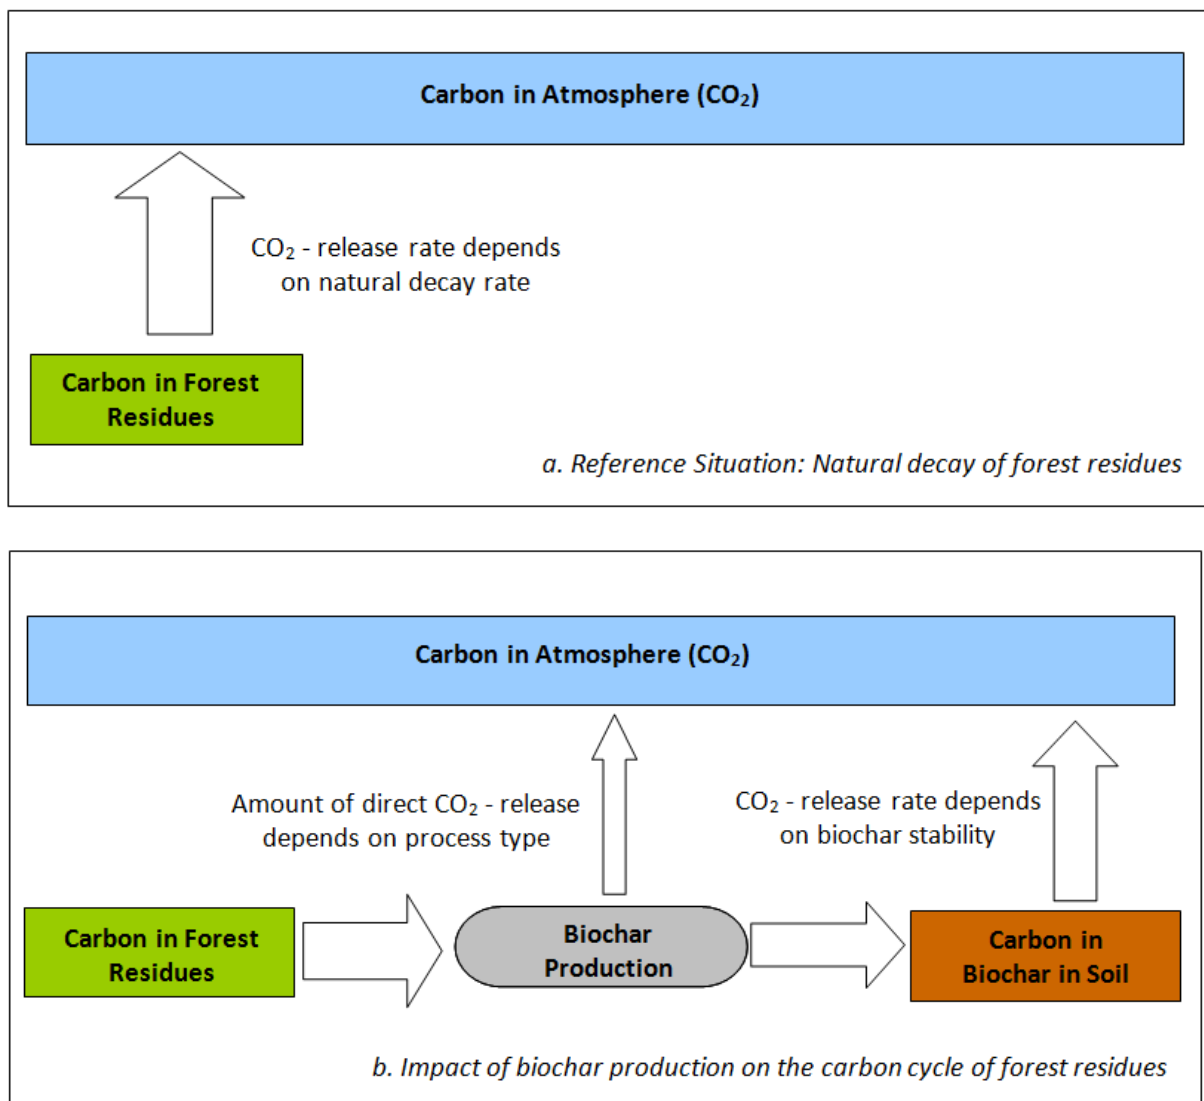 Carbon in Atmosphere (CO₂)
CO₂ - release rate depends
on natural decay rate
Carbon in Forest
Residues
a. Reference Situation: Natural decay of forest residues
Carbon in Atmosphere (CO₂)
Amount of direct CO₂ - release
depends on process type
CO₂ - release rate depends
on biochar stability
Carbon in Forest
Residues
Biochar
Production
Carbon in
Biochar in Soil
b. Impact of biochar production on the carbon cycle of forest residues